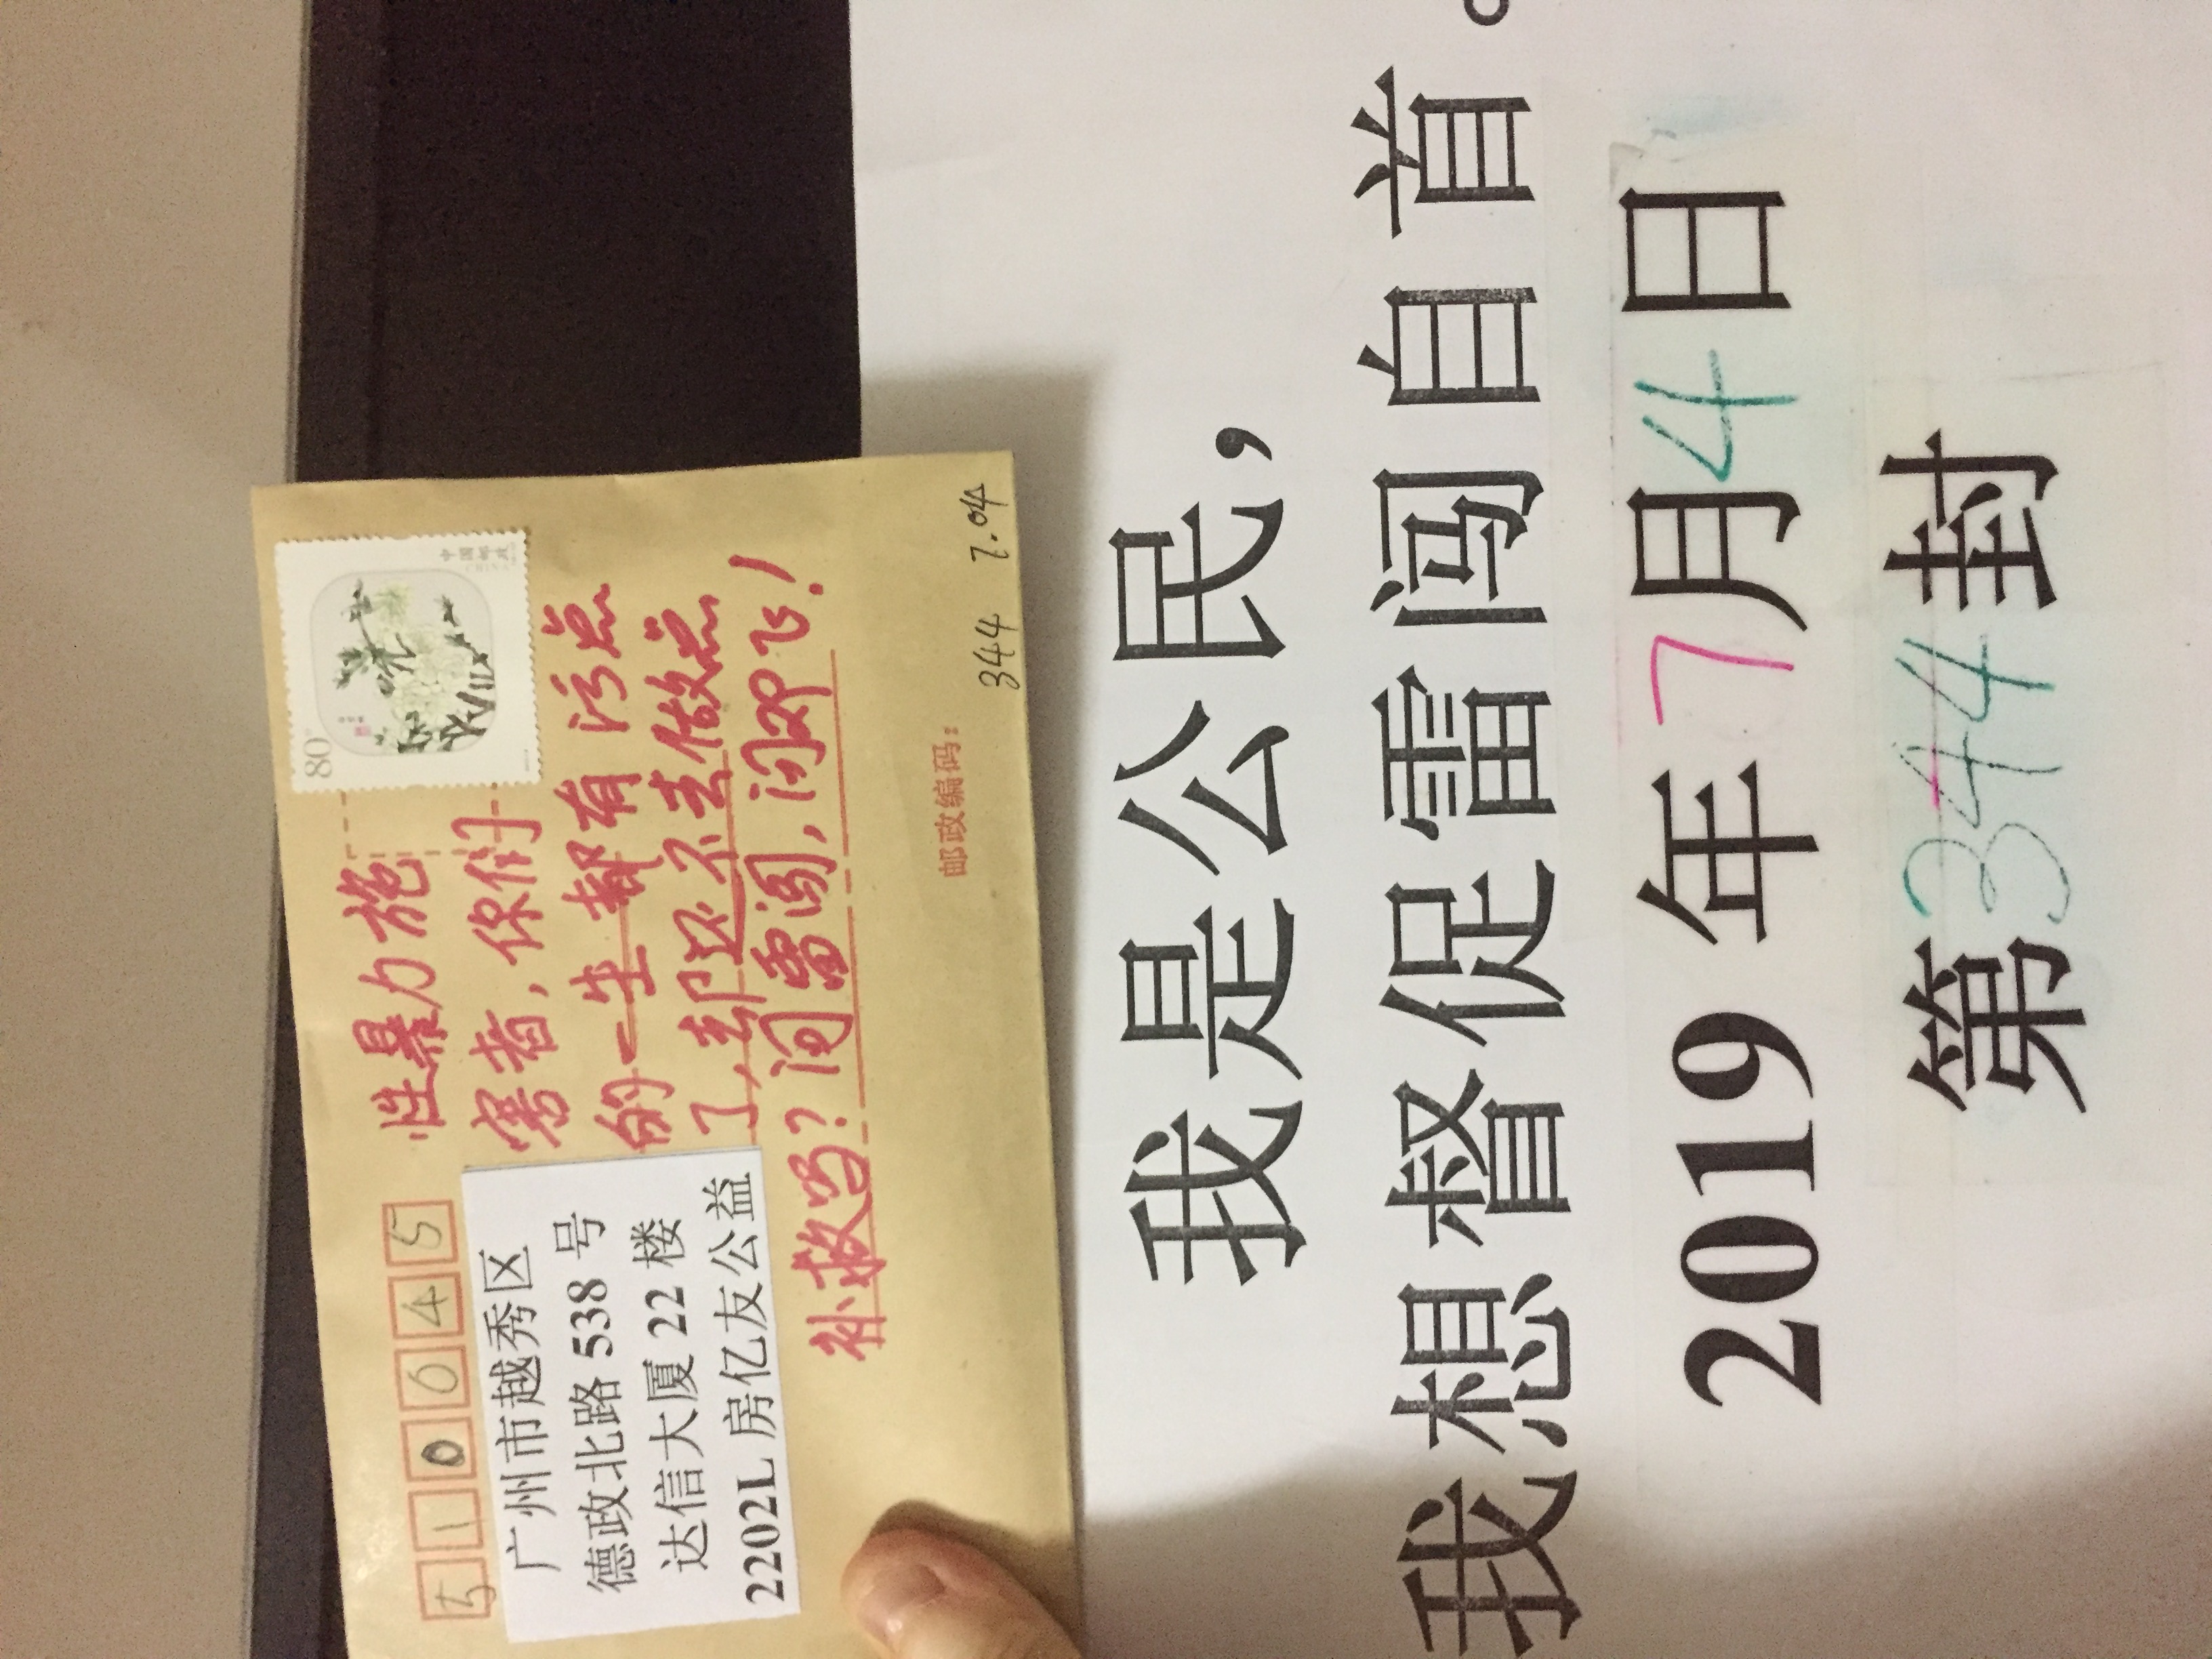 80分
510045
广州市越秀区
德政北路 538 号
达信大厦 22 楼
2202L 房亿友公益
性暴力施
害者,你们
的一生都有污点
了,却还不去做点
补救吗?问雷闯,问邓飞!
中国邮政
邮政编码:
344 7.04
我是公民,
我想督促雷闯自首。
2019 年 7月4日
第344封